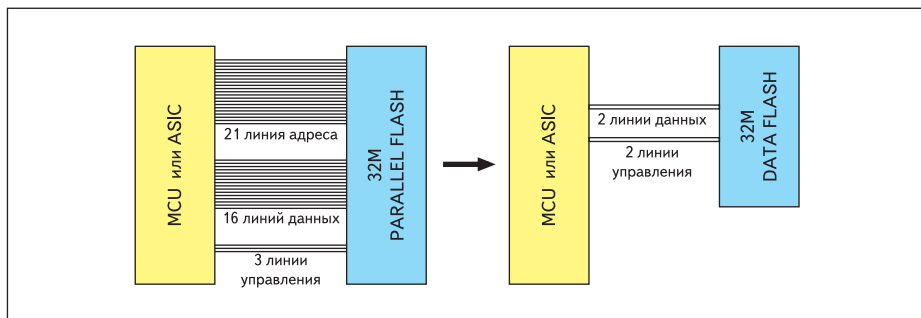 MCU или ASIC
21 линия адреса
16 линий данных
3 линии
управления
32M
PARALLEL FLASH
MCU или ASIC
2 линии данных
2 линии
управления
32M
DATA FLASH